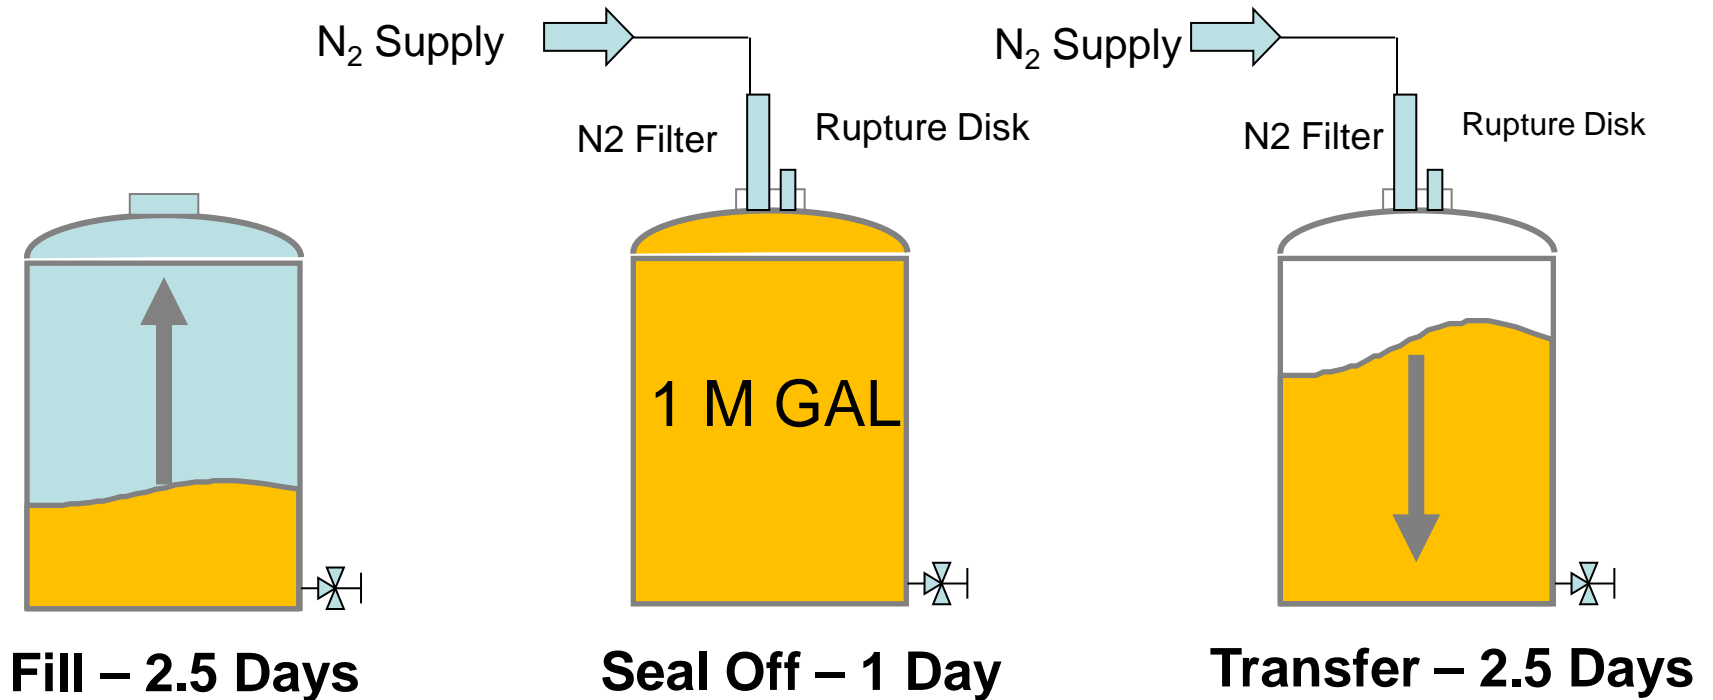 N₂ Supply
N₂ Supply
N2 Filter
Rupture Disk
N2 Filter
Rupture Disk
1 M GAL
Fill – 2.5 Days
Seal Off – 1 Day
Transfer – 2.5 Days